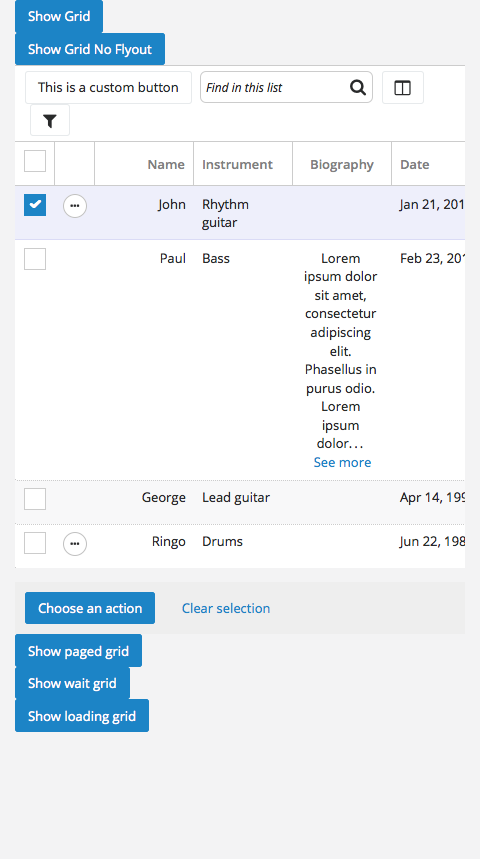 Show Grid
Show Grid No Flyout
This is a custom button
Find in this list
Name Instrument Biography Date
John Rhythm guitar Jan 21, 201
Paul Bass Lorem Feb 23, 201
ipsum dolor
sit amet,
consectetur
adipiscing
elit.
Phasellus in
purus odio.
Lorem
ipsum
dolor...
See more
George Lead guitar Apr 14, 199
Ringo Drums Jun 22, 198
Choose an action Clear selection
Show paged grid
Show wait grid
Show loading grid